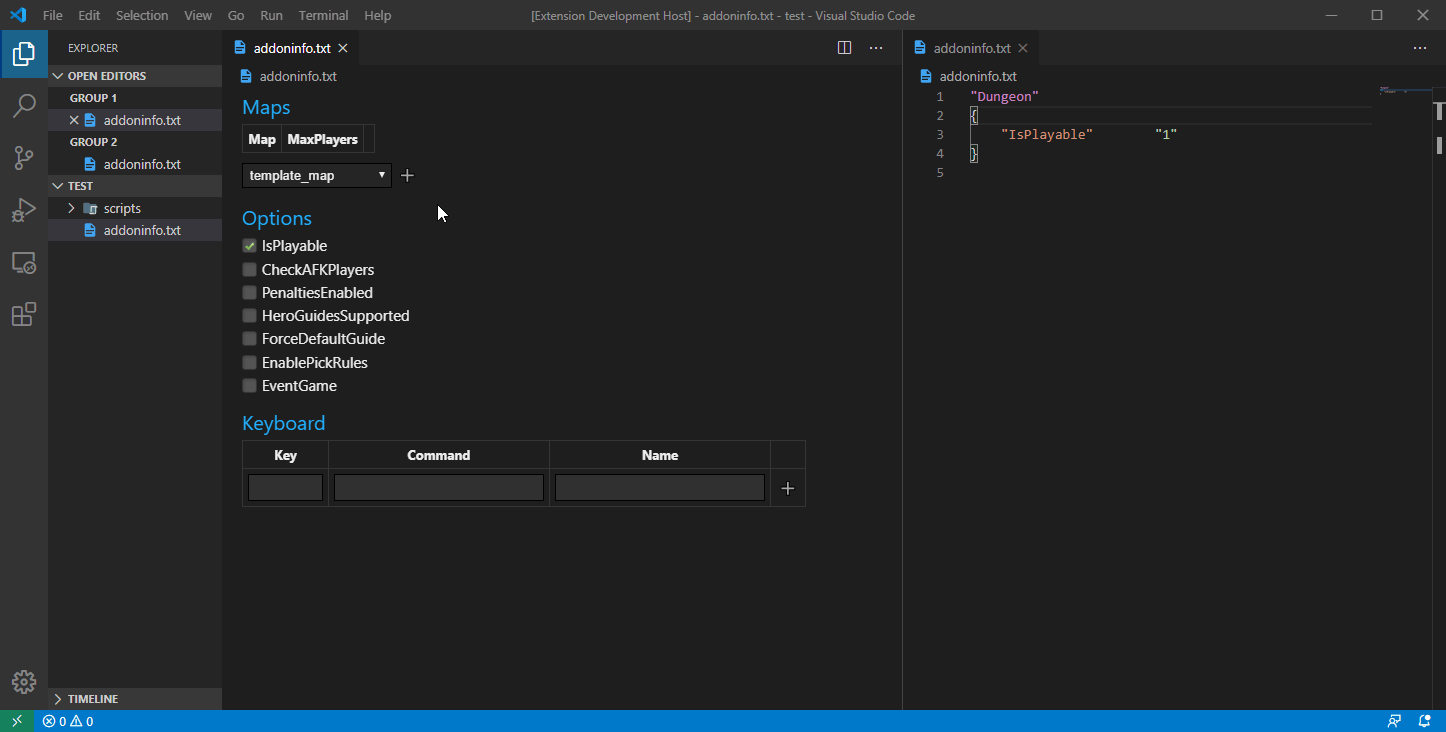 File Edit Selection View Go Run Terminal Help
[Extension Development Host] - addoninfo.txt - test - Visual Studio Code
EXPLORER
OPEN EDITORS
GROUP 1
addoninfo.txt
GROUP 2
addoninfo.txt
TEST
scripts
addoninfo.txt
TIMELINE
addoninfo.txt
addoninfo.txt
Maps
Map MaxPlayers
template_map
Options
IsPlayable
CheckAFKPlayers
PenaltiesEnabled
HeroGuidesSupported
ForceDefaultGuide
EnablePickRules
EventGame
Keyboard
Key Command Name
addoninfo.txt
addoninfo.txt
1 "Dungeon"
2 {
3 "IsPlayable" "1"
4 }
5
0 0